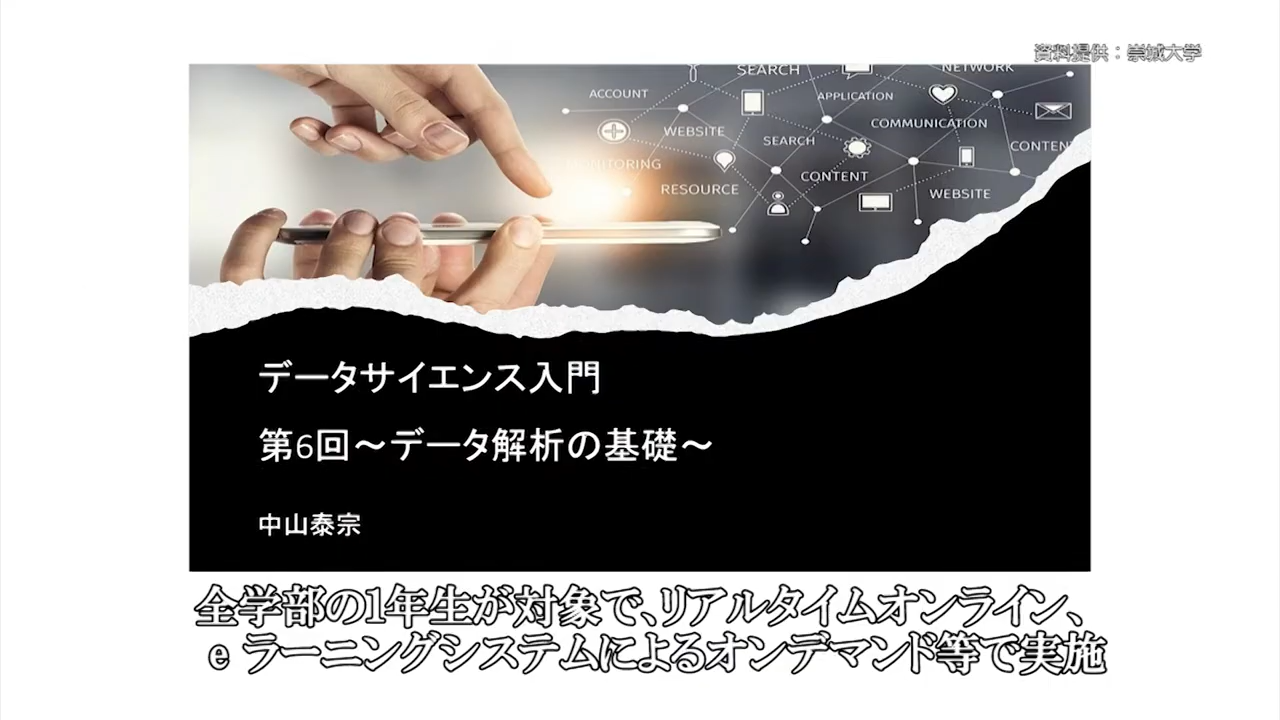 資料提供：崇城大学
SEARCH
NETWORK
ACCOUNT
APPLICATION
COMMUNICATION
WEBSITE
SEARCH
CONTENT
MONITORING
CONTENT
RESOURCE
WEBSITE
データサイエンス入門
第6回～データ解析の基礎～
中山泰宗
全学部の1年生が対象で、リアルタイムオンライン、
e ラーニングシステムによるオンデマンド等で実施